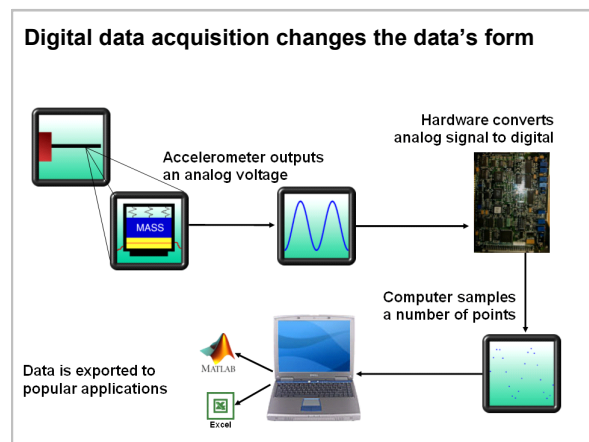 Digital data acquisition changes the data's form
Hardware converts
analog signal to digital
Accelerometer outputs
an analog voltage
MASS
Computer samples
a number of points
MATLAB
Data is exported to
popular applications
Excel